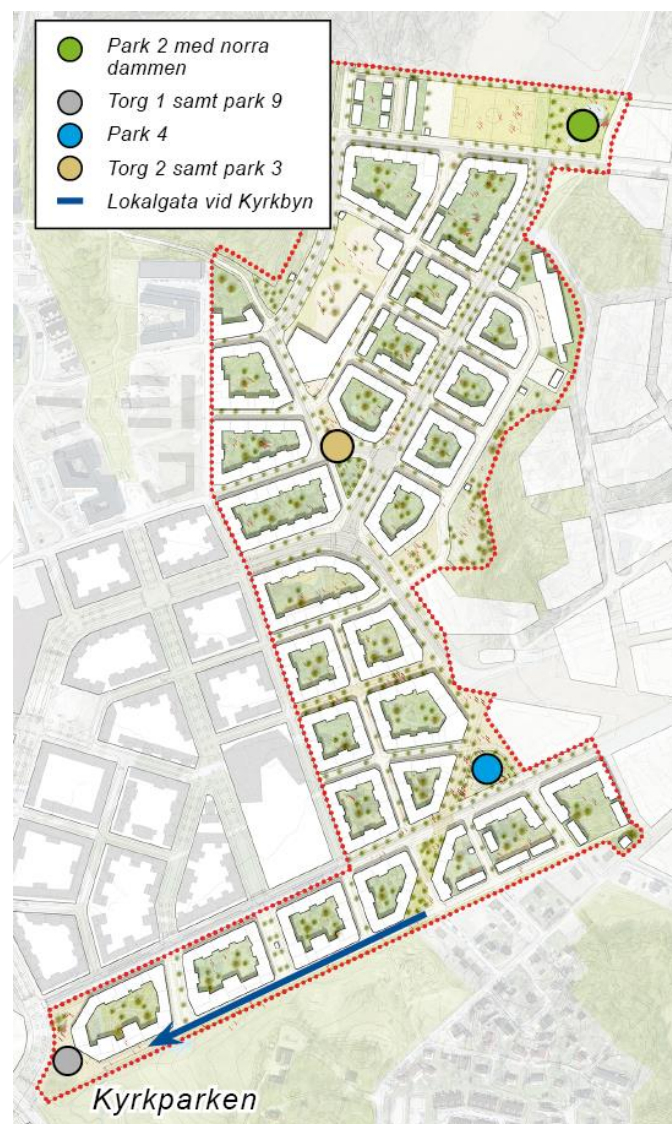 Park 2 med norra
dammen
Torg 1 samt park 9
Park 4
Torg 2 samt park 3
Lokalgata vid Kyrkbyn
Kyrkparken